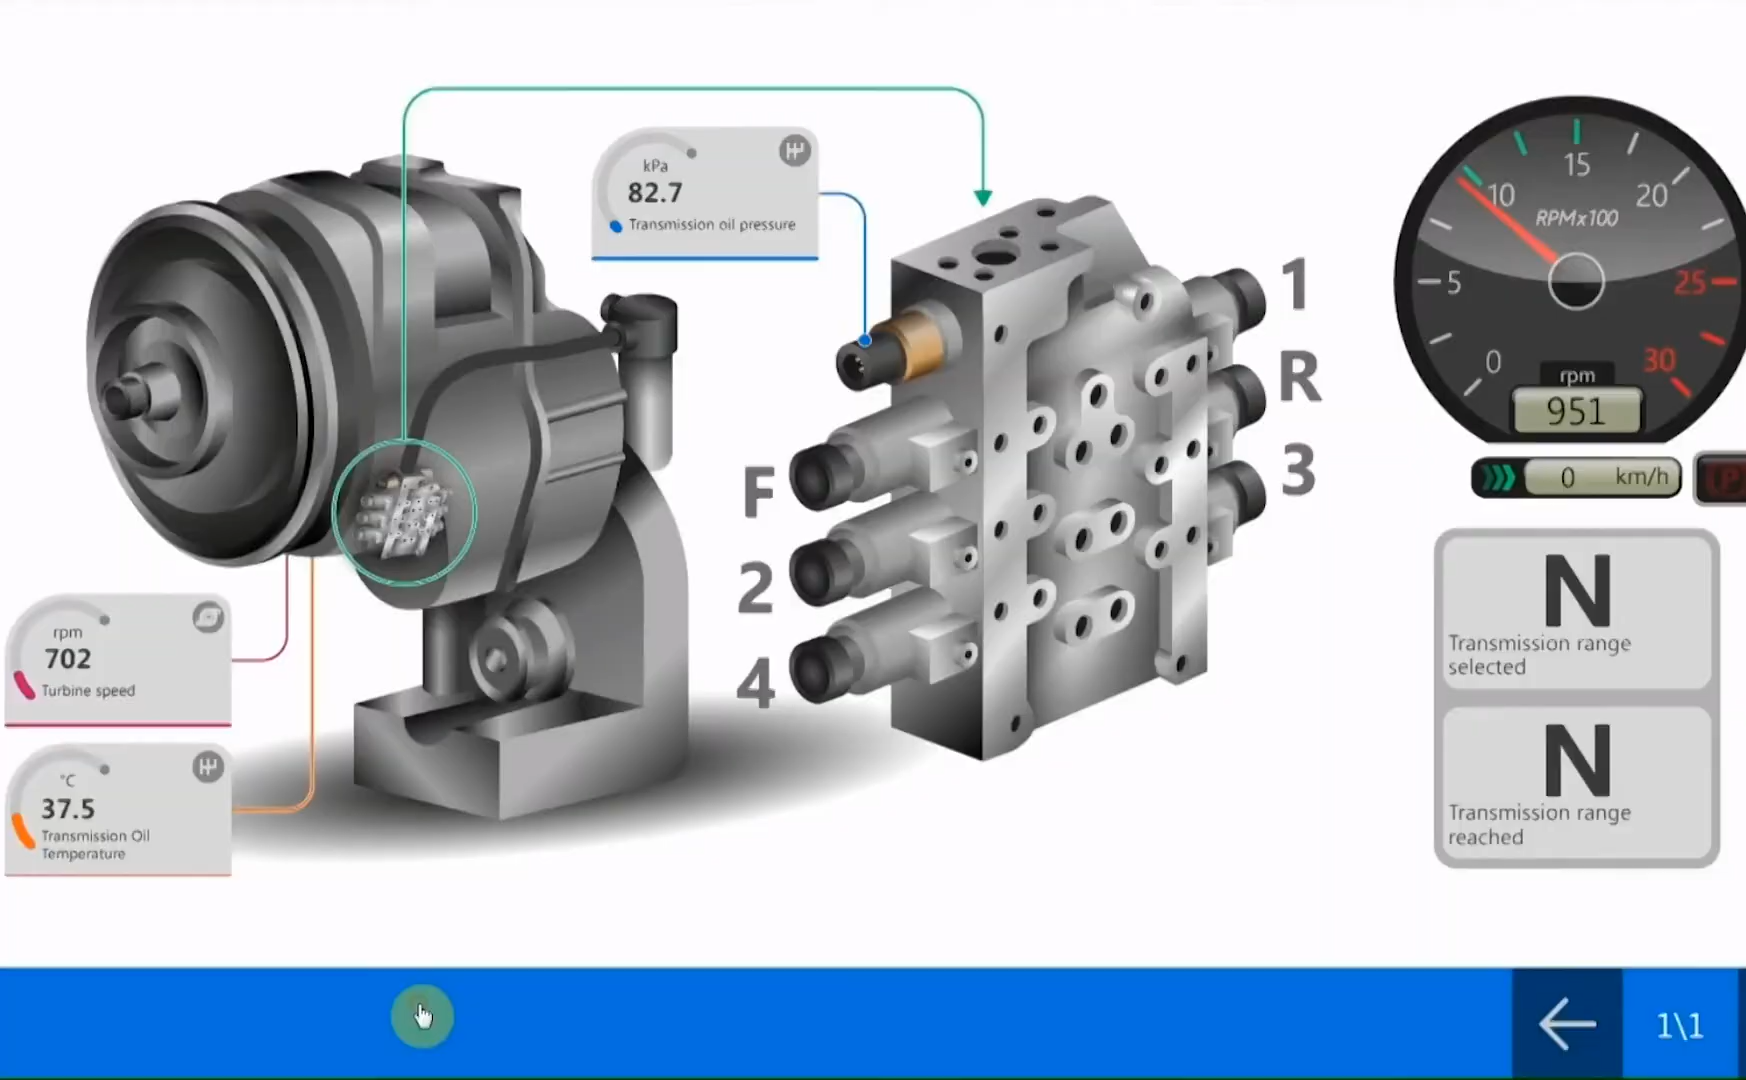 kPa
82.7
Transmission oil pressure
rpm
702
Turbine speed
°C
37.5
Transmission Oil
Temperature
F
2
4
1
R
3
0
5
10
15
20
25
30
RPMx100
rpm
951
0 km/h
P
N
Transmission range
selected
N
Transmission range
reached
1\1